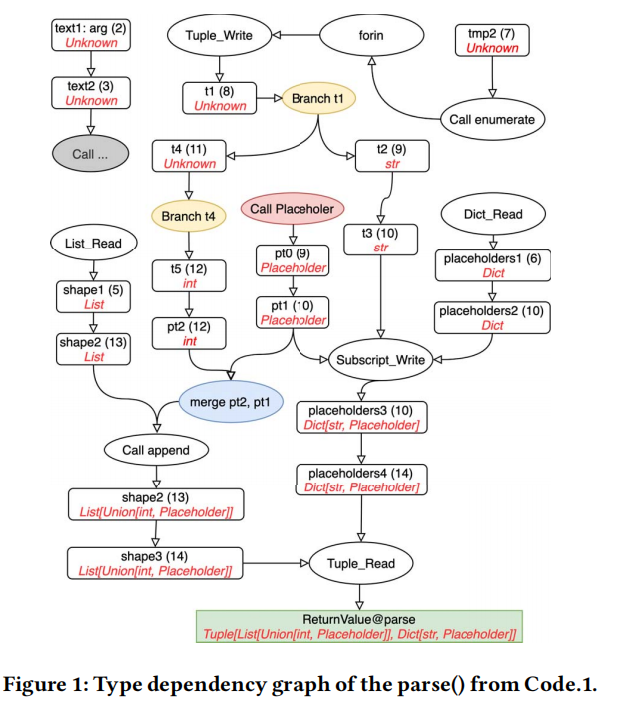 text1: arg (2)
Unknown
Tuple_Write
forin
tmp2 (7)
Unknown
text2 (3)
Unknown
t1 (8)
Unknown
Branch t1
Call enumerate
Call ...
t4 (11)
Unknown
t2 (9)
str
Branch t4
Call Placeholer
Dict_Read
List_Read
t3 (10)
str
pt0 (9)
Placeholder
placeholders1 (6)
Dict
t5 (12)
int
shape1 (5)
List
pt1 (10)
Placeholder
placeholders2 (10)
Dict
pt2 (12)
int
shape2 (13)
List
Subscript_Write
merge pt2, pt1
placeholders3 (10)
Dict[str, Placeholder]
Call append
placeholders4 (14)
Dict[str, Placeholder]
shape2 (13)
List[Union[int, Placeholder]]
shape3 (14)
List[Union[int, Placeholder]]
Tuple_Read
ReturnValue@parse
Tuple[List[Union[int, Placeholder]], Dict[str, Placeholder]]
Figure 1: Type dependency graph of the parse() from Code.1.